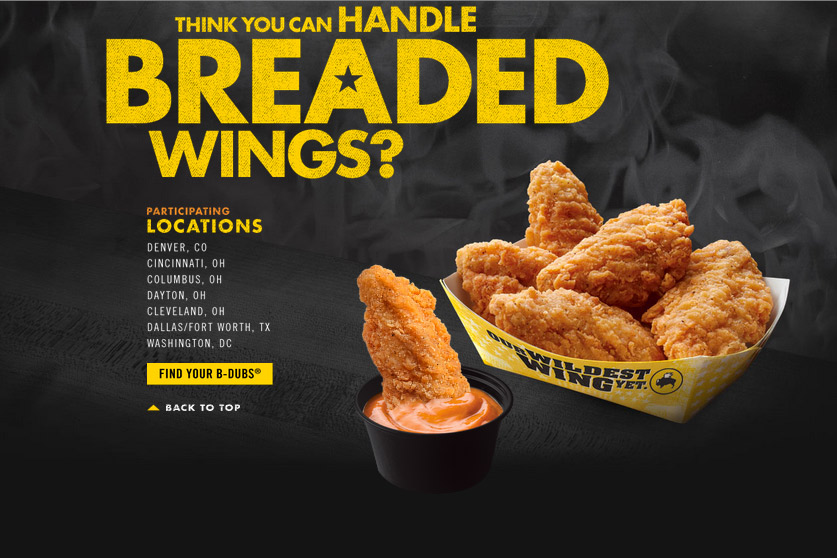 THINK YOU CAN HANDLE
BREADED
WINGS?
PARTICIPATING
LOCATIONS
DENVER, CO
CINCINNATI, OH
COLUMBUS, OH
DAYTON, OH
CLEVELAND, OH
DALLAS/FORT WORTH, TX
WASHINGTON, DC
FIND YOUR B-DUBS®
BACK TO TOP
OUR WILDEST
WING YET.